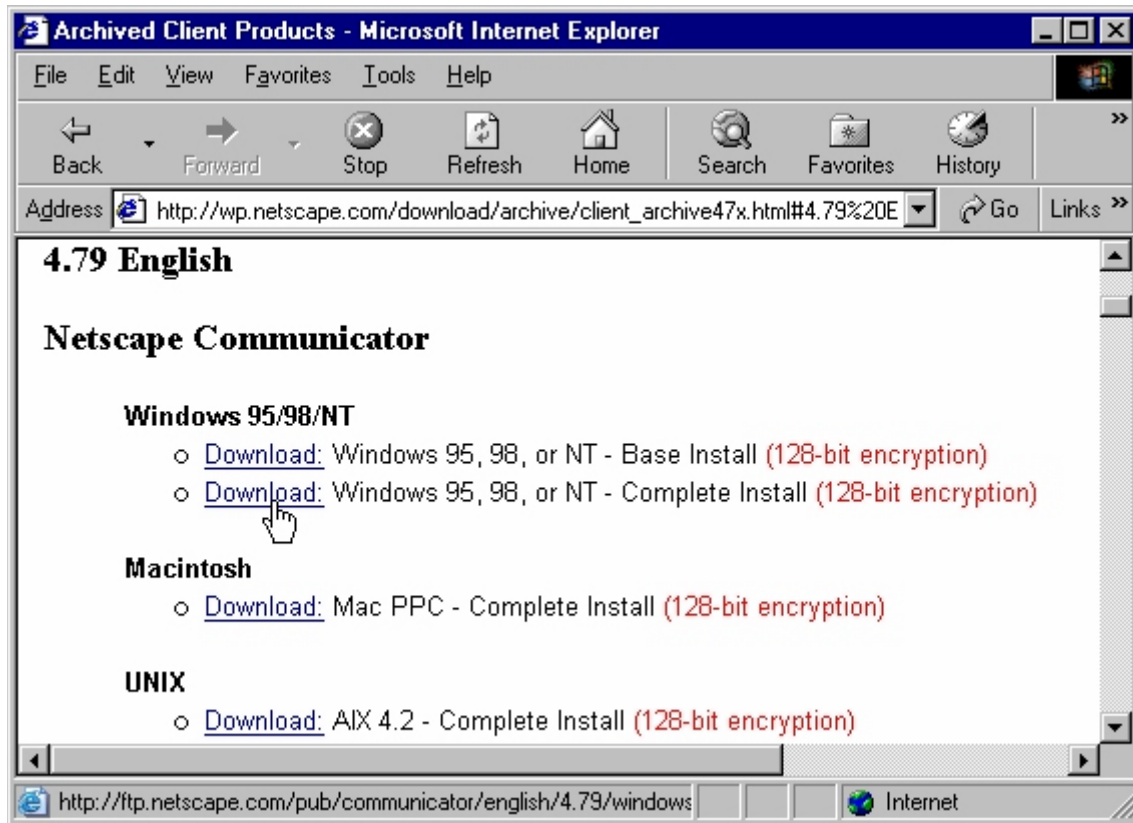 Archived Client Products - Microsoft Internet Explorer
File Edit View Favorites Tools Help
Back Forward Stop Refresh Home Search Favorites History »
Address http://wp.netscape.com/download/archive/client_archive47x.html#4.79%20E Go Links »
4.79 English
Netscape Communicator
Windows 95/98/NT
Download: Windows 95, 98, or NT - Base Install (128-bit encryption)
Download: Windows 95, 98, or NT - Complete Install (128-bit encryption)
Macintosh
Download: Mac PPC - Complete Install (128-bit encryption)
UNIX
Download: AIX 4.2 - Complete Install (128-bit encryption)
http://ftp.netscape.com/pub/communicator/english/4.79/windows Internet